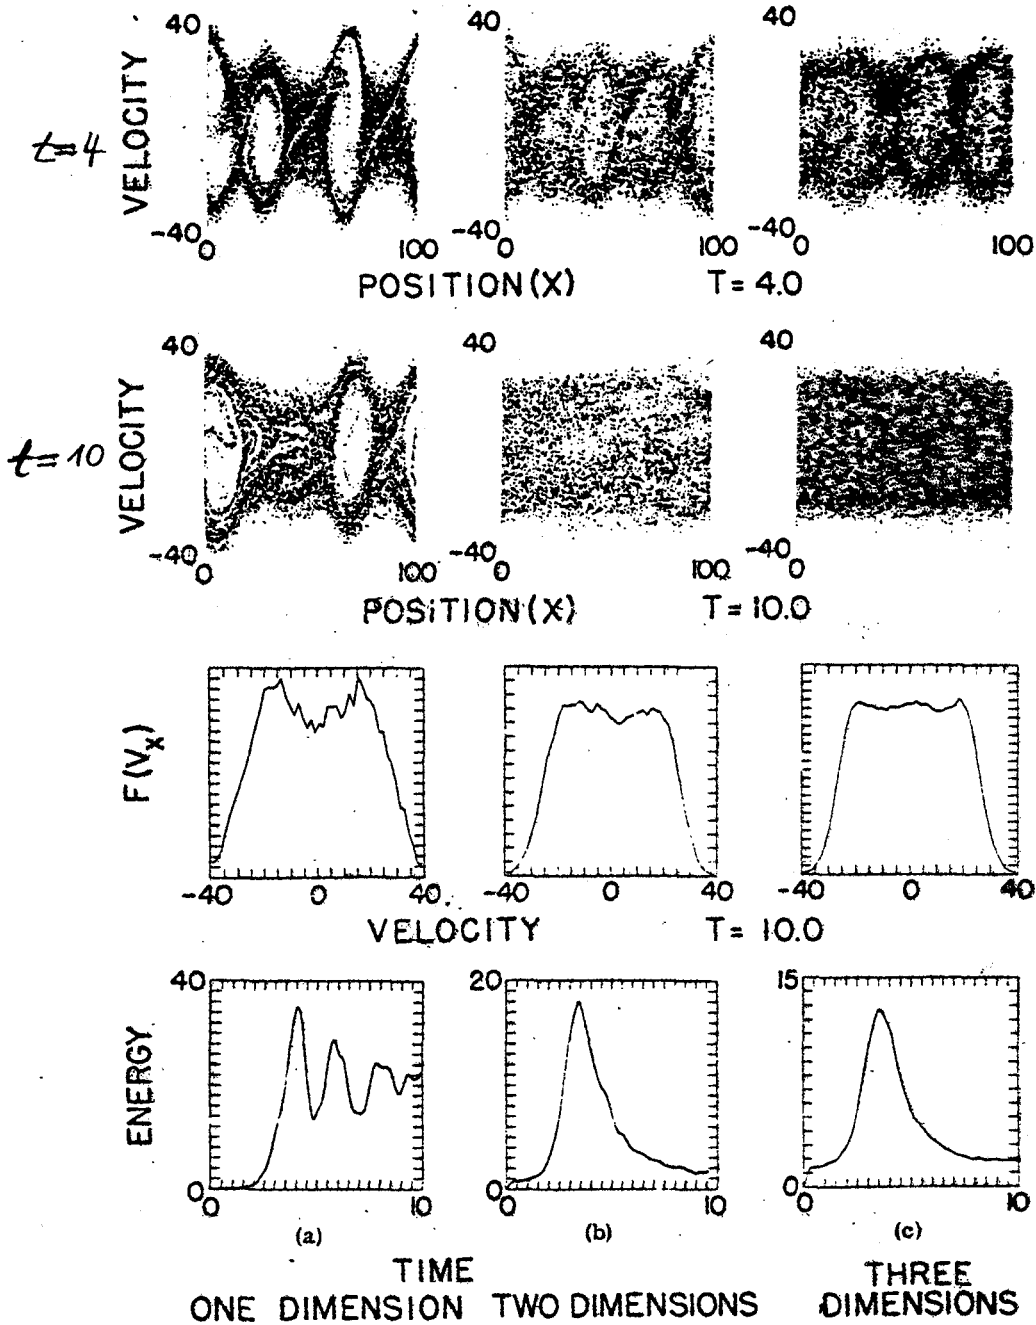 40 40 40
VELOCITY
t=4
-40 -40 -40
0 100 0 100 0 100
POSITION (X) T= 4.0
40 40 40
VELOCITY
t=10
-40 -40 -40
0 100 0 100 0
POSITION (X) T= 10.0
F(Vx)
-40 0 40 -40 0 40 -40 0 40
VELOCITY T= 10.0
40 20 15
ENERGY
0 0 0
0 10 0 10 0 10
(a) (b) (c)
TIME
ONE DIMENSION TWO DIMENSIONS THREE DIMENSIONS